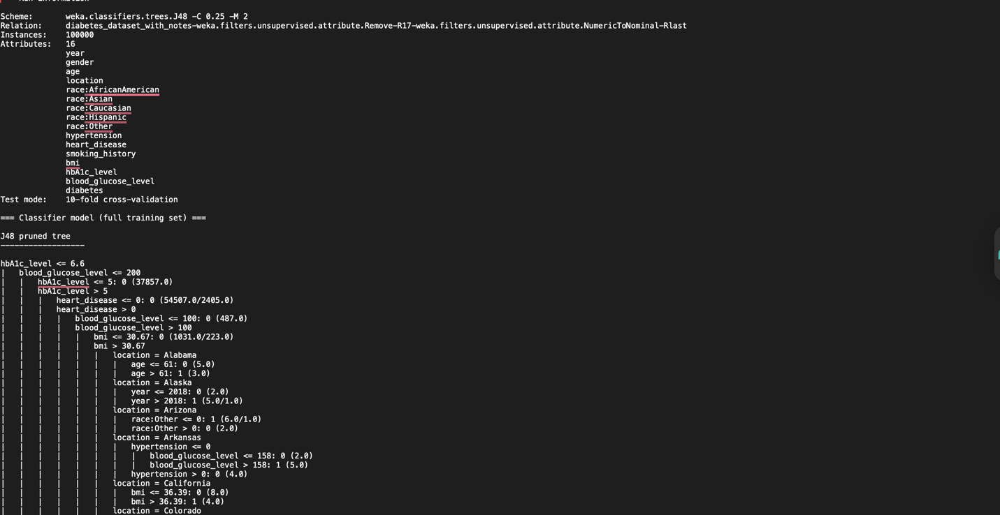 Scheme: weka.classifiers.trees.J48 -C 0.25 -M 2
Relation: diabetes_dataset_with_notes-weka.filters.unsupervised.attribute.Remove-R17-weka.filters.unsupervised.attribute.NumericToNominal-Rlast
Instances: 100000
Attributes: 16
year
gender
age
location
race:AfricanAmerican
race:Asian
race:Caucasian
race:Hispanic
race:Other
hypertension
heart_disease
smoking_history
bmi
hbA1c_level
blood_glucose_level
diabetes
Test mode: 10-fold cross-validation
=== Classifier model (full training set) ===
J48 pruned tree
------------------
hbA1c_level <= 6.6
|   blood_glucose_level <= 200
|   |   hbA1c_level <= 5: 0 (37857.0)
|   |   hbA1c_level > 5
|   |   |   heart_disease <= 0: 0 (54507.0/2405.0)
|   |   |   heart_disease > 0
|   |   |   |   blood_glucose_level <= 100: 0 (487.0)
|   |   |   |   blood_glucose_level > 100
|   |   |   |   |   bmi <= 30.67: 0 (1031.0/223.0)
|   |   |   |   |   bmi > 30.67
|   |   |   |   |   |   location = Alabama
|   |   |   |   |   |   |   age <= 61: 0 (5.0)
|   |   |   |   |   |   |   age > 61: 1 (3.0)
|   |   |   |   |   |   location = Alaska
|   |   |   |   |   |   |   year <= 2018: 0 (2.0)
|   |   |   |   |   |   |   year > 2018: 1 (5.0/1.0)
|   |   |   |   |   |   location = Arizona
|   |   |   |   |   |   |   race:Other <= 0: 1 (6.0/1.0)
|   |   |   |   |   |   |   race:Other > 0: 0 (2.0)
|   |   |   |   |   |   location = Arkansas
|   |   |   |   |   |   |   hypertension <= 0
|   |   |   |   |   |   |   |   blood_glucose_level <= 158: 0 (2.0)
|   |   |   |   |   |   |   |   blood_glucose_level > 158: 1 (5.0)
|   |   |   |   |   |   |   hypertension > 0: 0 (4.0)
|   |   |   |   |   |   location = California
|   |   |   |   |   |   |   bmi <= 36.39: 0 (8.0)
|   |   |   |   |   |   |   bmi > 36.39: 1 (4.0)
|   |   |   |   |   |   location = Colorado